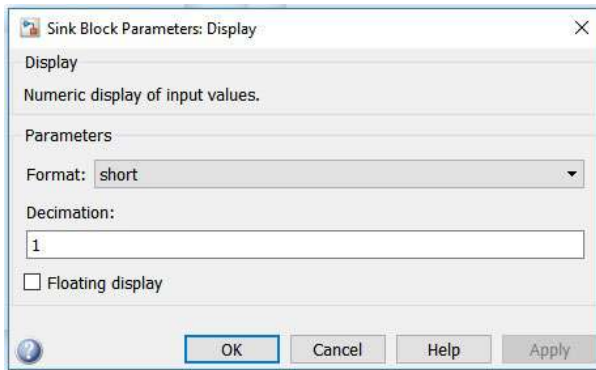 Sink Block Parameters: Display
Display
Numeric display of input values.
Parameters
Format: short
Decimation:
1
Floating display
OK Cancel Help Apply